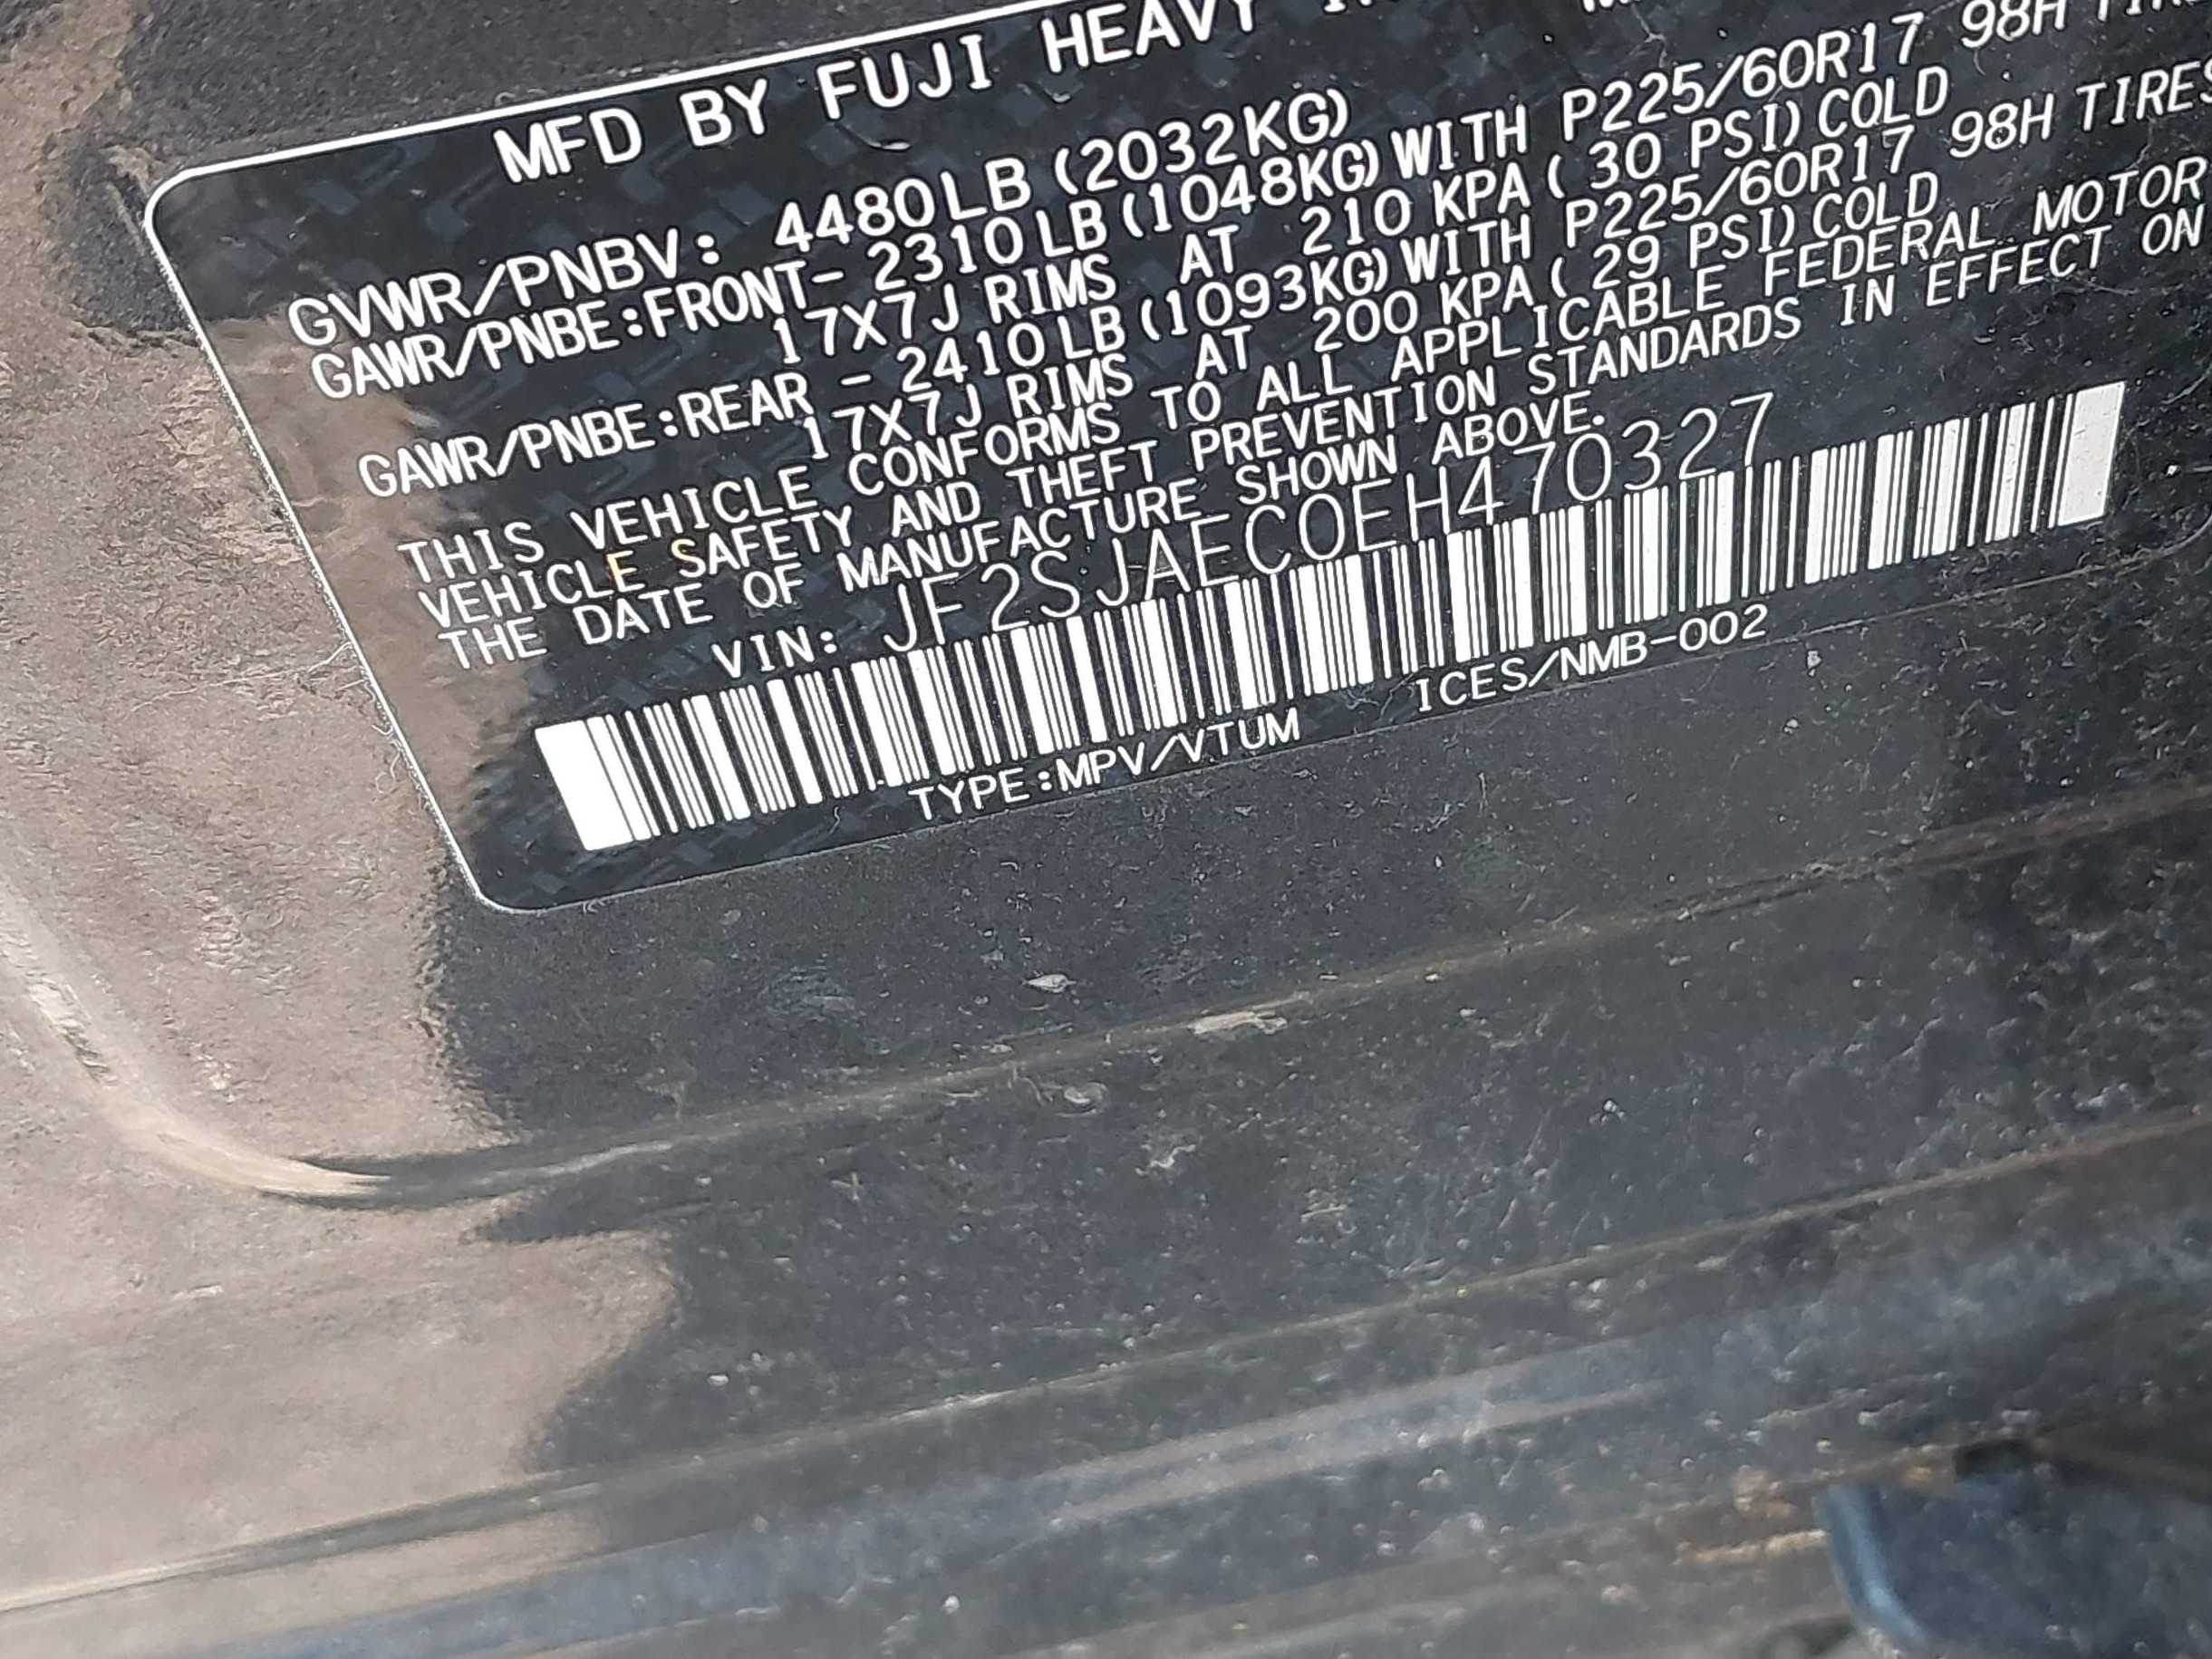 MFD BY FUJI HEAVY
GVWR/PNBV: 4480LB (2032KG)
GAWR/PNBE:FRONT- 2310LB (1048KG) WITH P225/60R17 98H
17X7J RIMS AT 210 KPA ( 30 PSI) COLD
GAWR/PNBE:REAR - 2410LB (1093KG) WITH P225/60R17 98H TIRES
17X7J RIMS AT 200 KPA ( 29 PSI) COLD
THIS VEHICLE CONFORMS TO ALL APPLICABLE FEDERAL MOTOR
VEHICLE SAFETY AND THEFT PREVENTION STANDARDS IN EFFECT ON
THE DATE OF MANUFACTURE SHOWN ABOVE.
VIN: JF2SJAEC0EH470327
TYPE:MPV/VTUM ICES/NMB-002